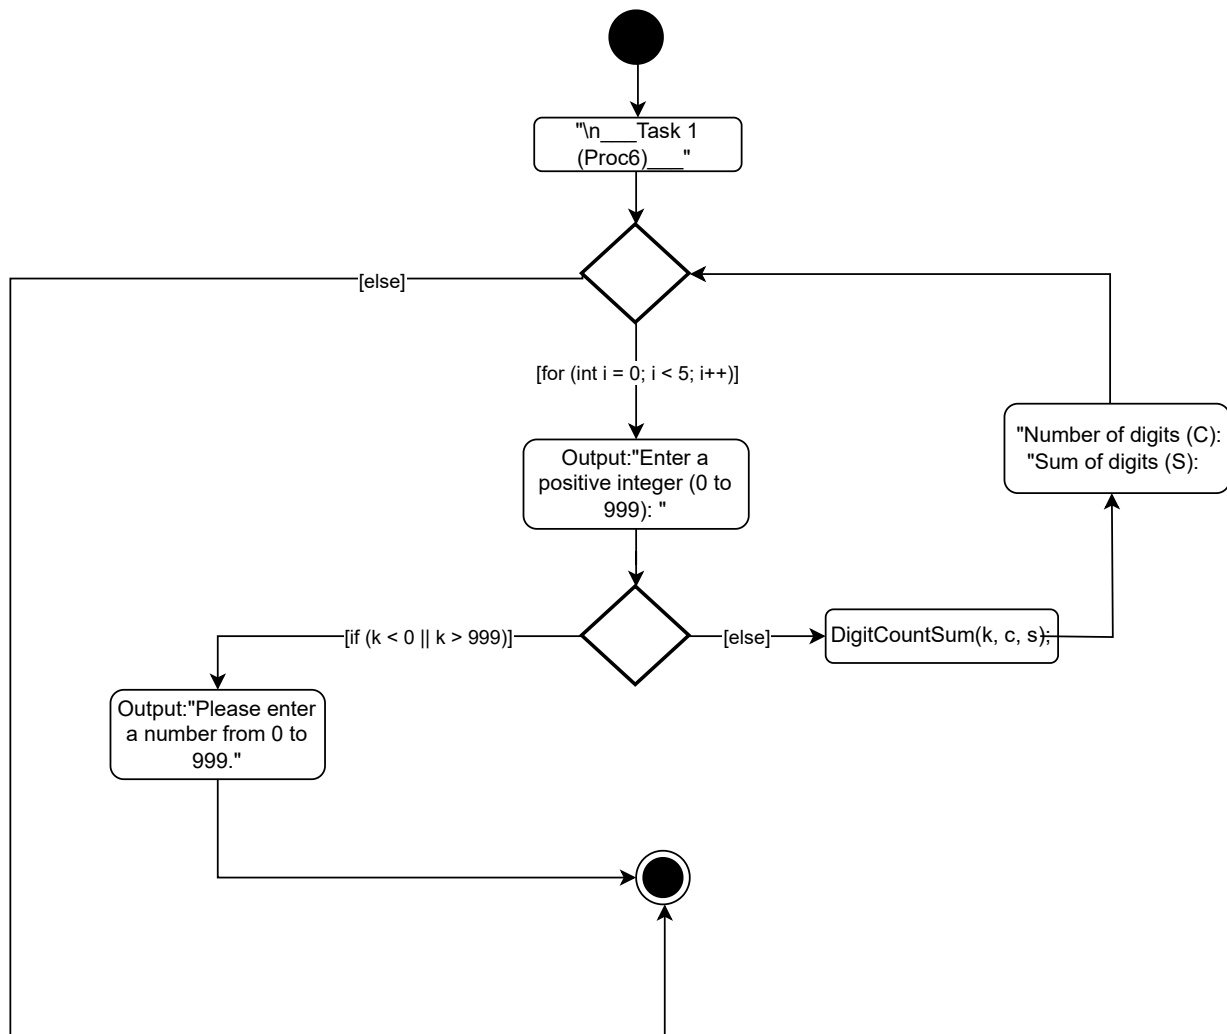 "\n___Task 1
(Proc6)___"
[else]
[for (int i = 0; i < 5; i++)]
"Number of digits (C):
"Sum of digits (S):
Output:"Enter a
positive integer (0 to
999): "
[if (k < 0 || k > 999)]
[else]
DigitCountSum(k, c, s);
Output:"Please enter
a number from 0 to
999."